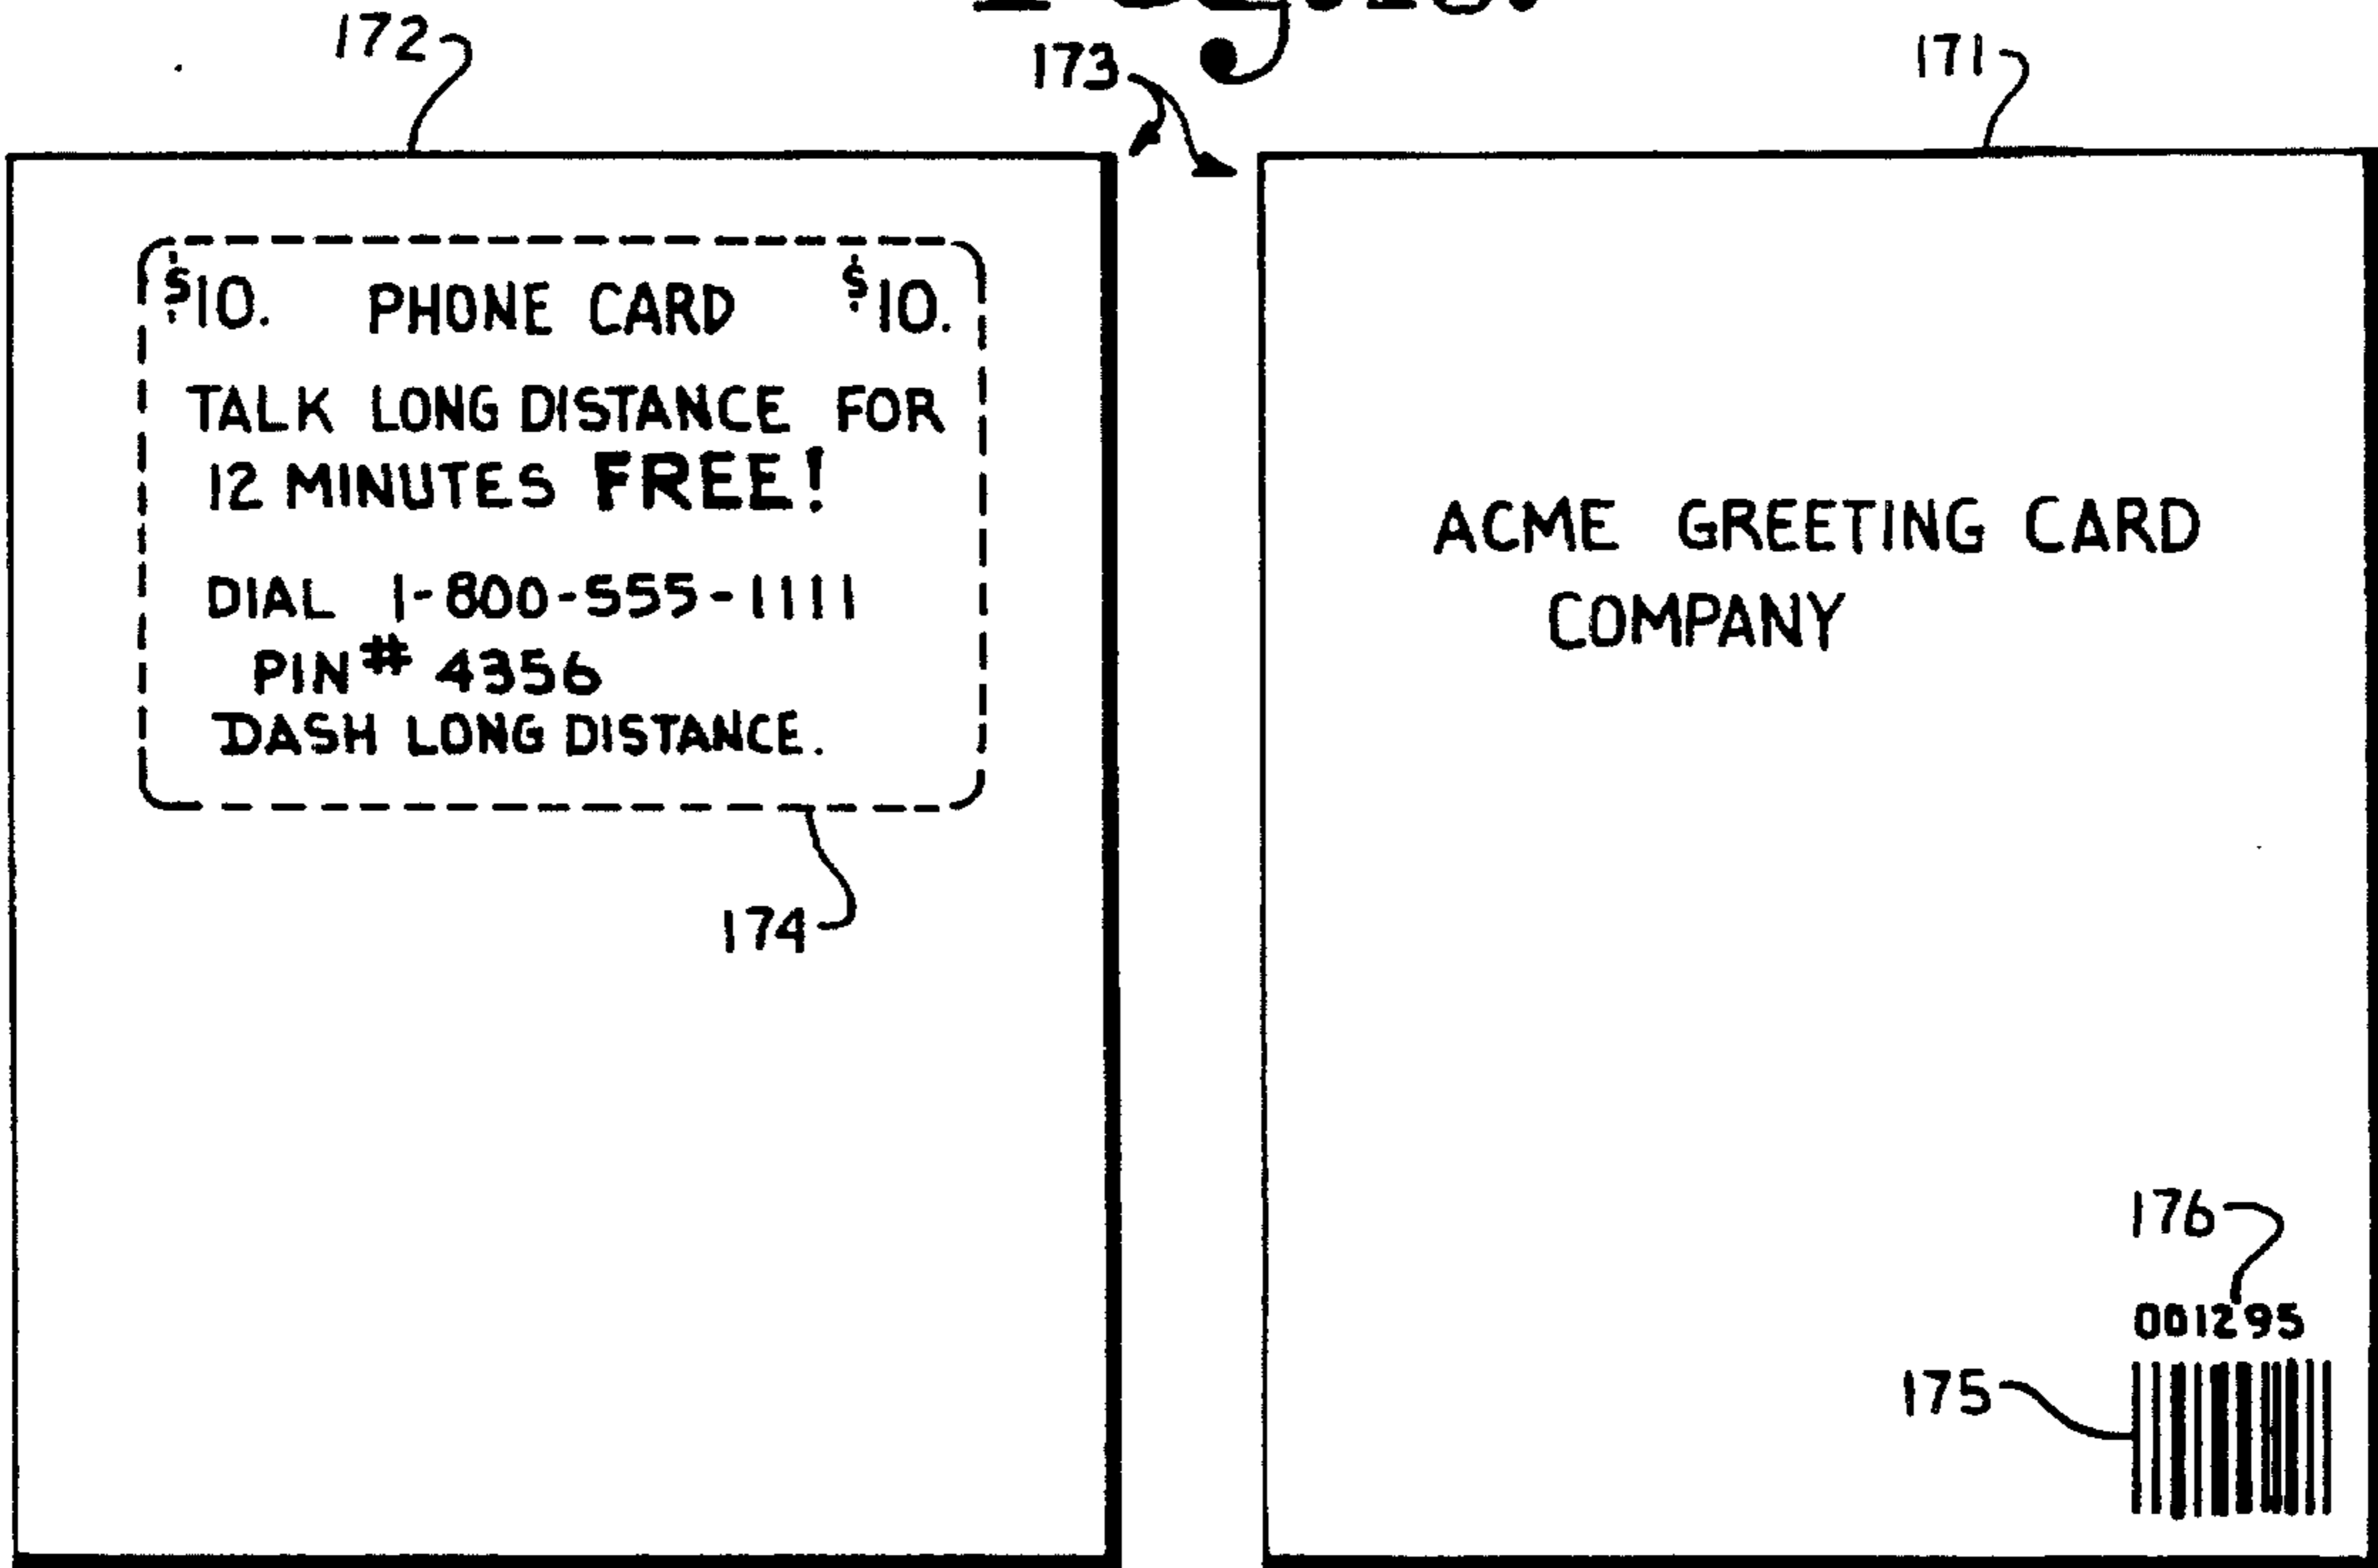 172
173
171
$10. PHONE CARD $10.
TALK LONG DISTANCE FOR
12 MINUTES FREE!
DIAL 1-800-555-1111
PIN# 4356
DASH LONG DISTANCE.
174
ACME GREETING CARD
COMPANY
176
001295
175